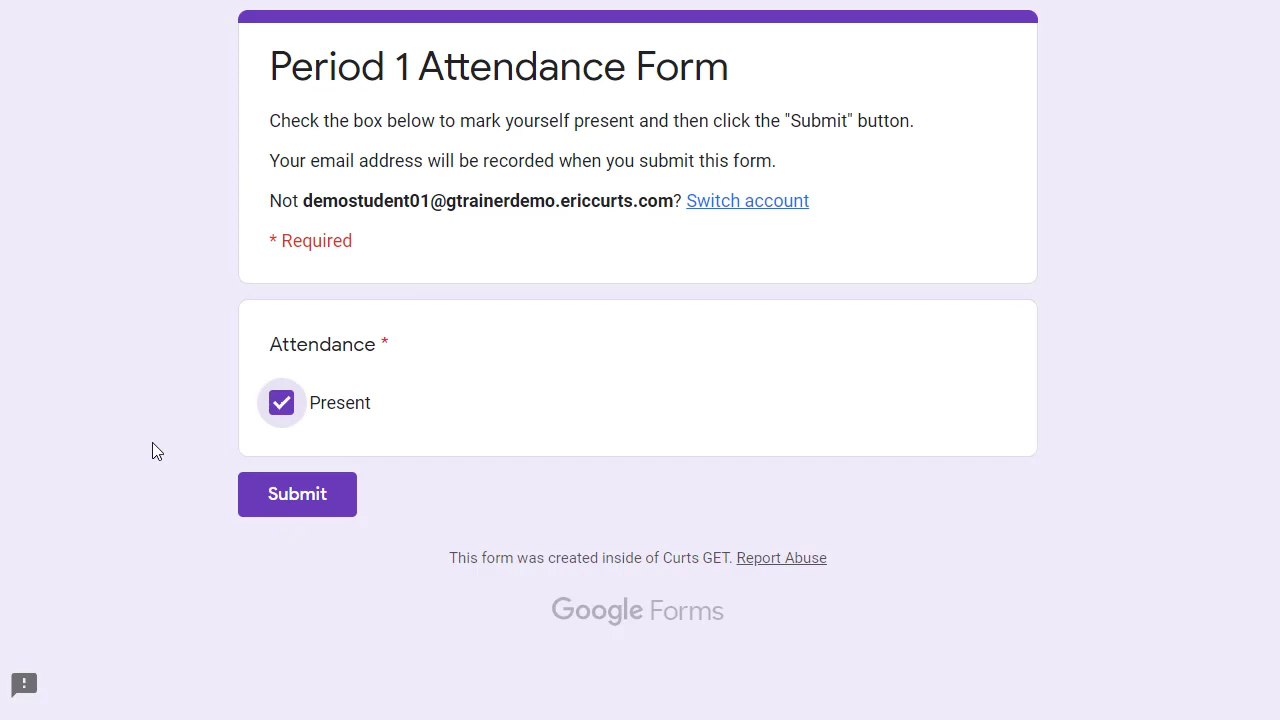 Period 1 Attendance Form
Check the box below to mark yourself present and then click the "Submit" button.
Your email address will be recorded when you submit this form.
Not demostudent01@gtrainerdemo.ericcurts.com? Switch account
* Required
Attendance *
Present
Submit
This form was created inside of Curts GET. Report Abuse
Google Forms